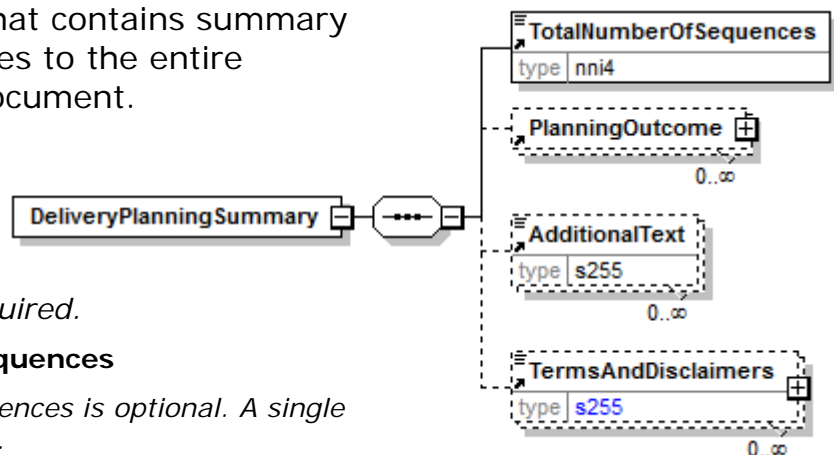 hat contains summary
es to the entire
ocument.
uired.
quences
ences is optional. A single
DeliveryPlanningSummary
TotalNumberOfSequences
type nni4
PlanningOutcome
0..∞
AdditionalText
type s255
0..∞
TermsAndDisclaimers
type s255
0..∞